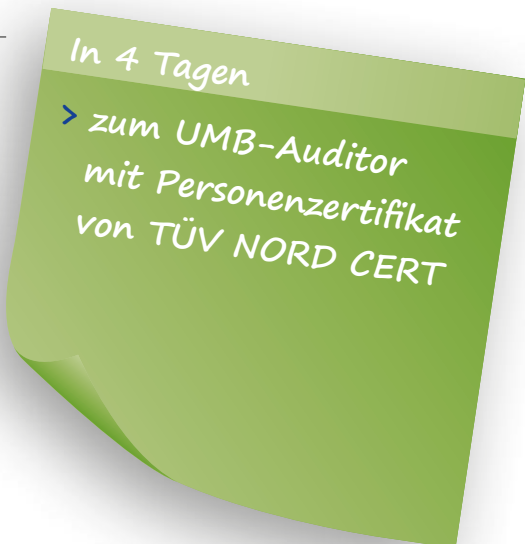 In 4 Tagen
> zum UMB-Auditor
mit Personenzertifikat
von TÜV NORD CERT